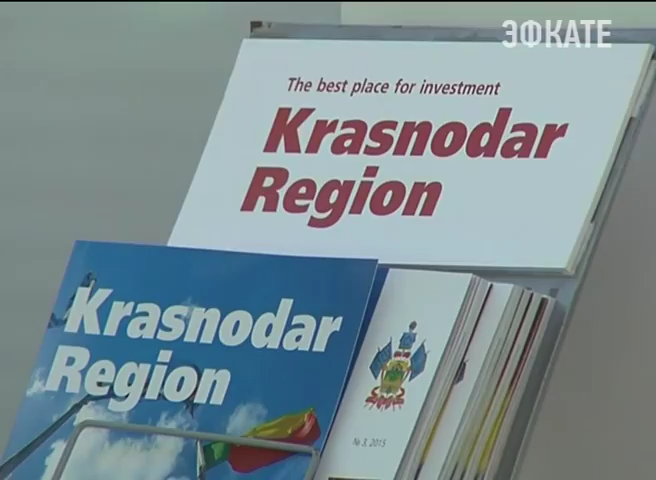 ЭФКАТЕ
The best place for investment
Krasnodar
Region
Krasnodar
Region
№ 3, 2015